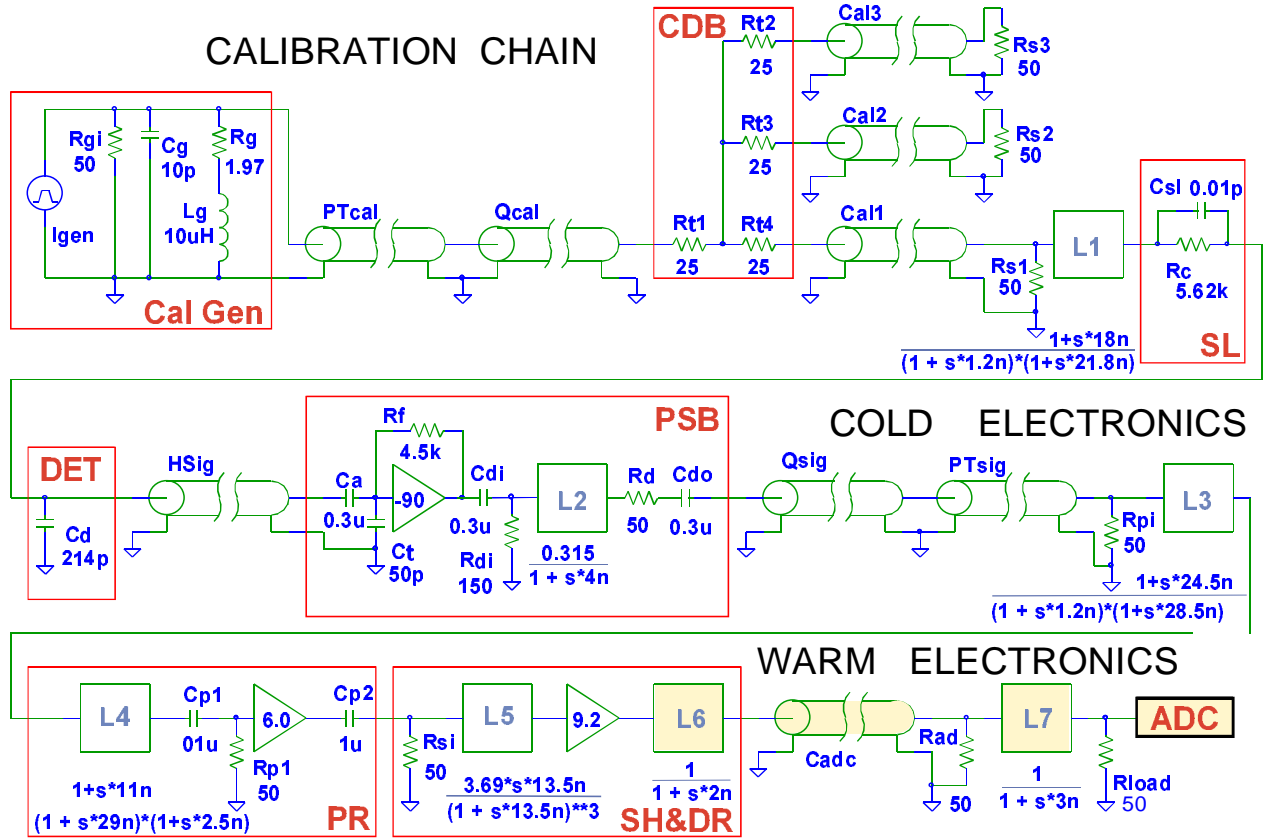 CALIBRATION CHAIN
CDB
Rt2
25
Cal3
Rs3
50
Rgi
50
Cg
10p
Rg
1.97
Lg
10uH
Igen
Cal Gen
PTcal
Qcal
Rt3
25
Cal2
Rs2
50
Rt1
25
Rt4
25
Cal1
Rs1
50
L1
1+s*18n
(1 + s*1.2n)*(1+s*21.8n)
Csl 0.01p
Rc
5.62k
SL
DET
Cd
214p
HSig
PSB
Rf
4.5k
Ca
0.3u
-90
Ct
50p
Cdi
0.3u
Rdi
150
L2
0.315
1 + s*4n
Rd
50
Cdo
0.3u
COLD ELECTRONICS
Qsig
PTsig
Rpi
50
L3
1+s*24.5n
(1 + s*1.2n)*(1+s*28.5n)
WARM ELECTRONICS
L4
1+s*11n
(1 + s*29n)*(1+s*2.5n)
Cp1
01u
Rp1
50
6.0
Cp2
1u
PR
Rsi
50
L5
3.69*s*13.5n
(1 + s*13.5n)**3
9.2
L6
1
1 + s*2n
SH&DR
Cadc
Rad
50
L7
1
1 + s*3n
Rload
50
ADC